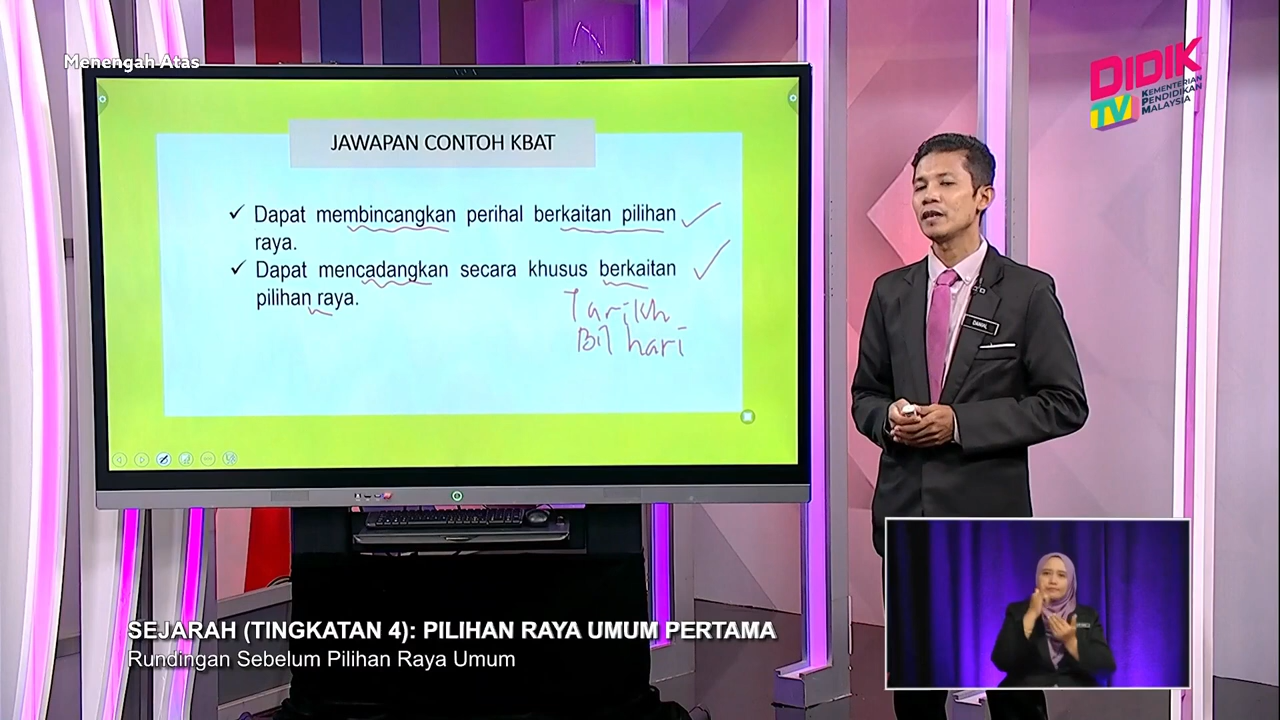 Menengah Atas
DIDIK
TV
KEMENTERIAN
PENDIDIKAN
MALAYSIA
JAWAPAN CONTOH KBAT
✓ Dapat membincangkan perihal berkaitan pilihan
raya.
✓ Dapat mencadangkan secara khusus berkaitan
pilihan raya.
Tarikh
Bil hari
DANIAL
SEJARAH (TINGKATAN 4): PILIHAN RAYA UMUM PERTAMA
Rundingan Sebelum Pilihan Raya Umum